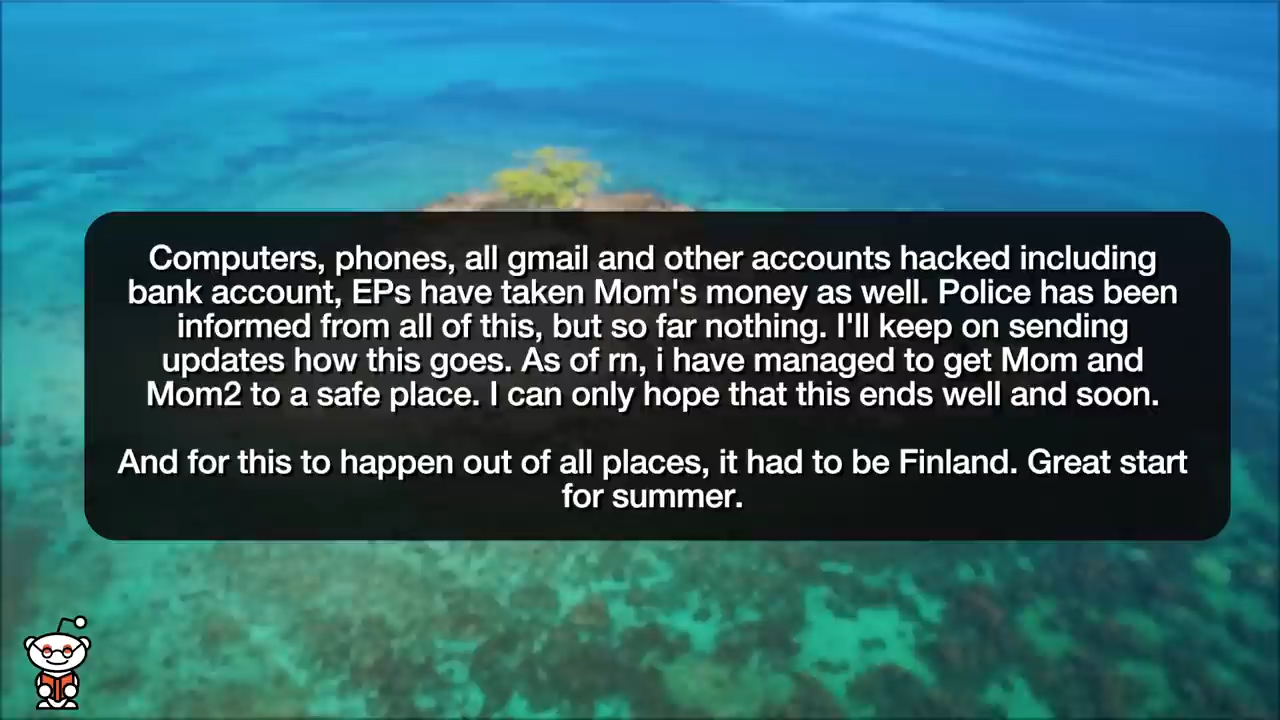 Computers, phones, all gmail and other accounts hacked including
bank account, EPs have taken Mom's money as well. Police has been
informed from all of this, but so far nothing. I'll keep on sending
updates how this goes. As of rn, i have managed to get Mom and
Mom2 to a safe place. I can only hope that this ends well and soon.
And for this to happen out of all places, it had to be Finland. Great start
for summer.